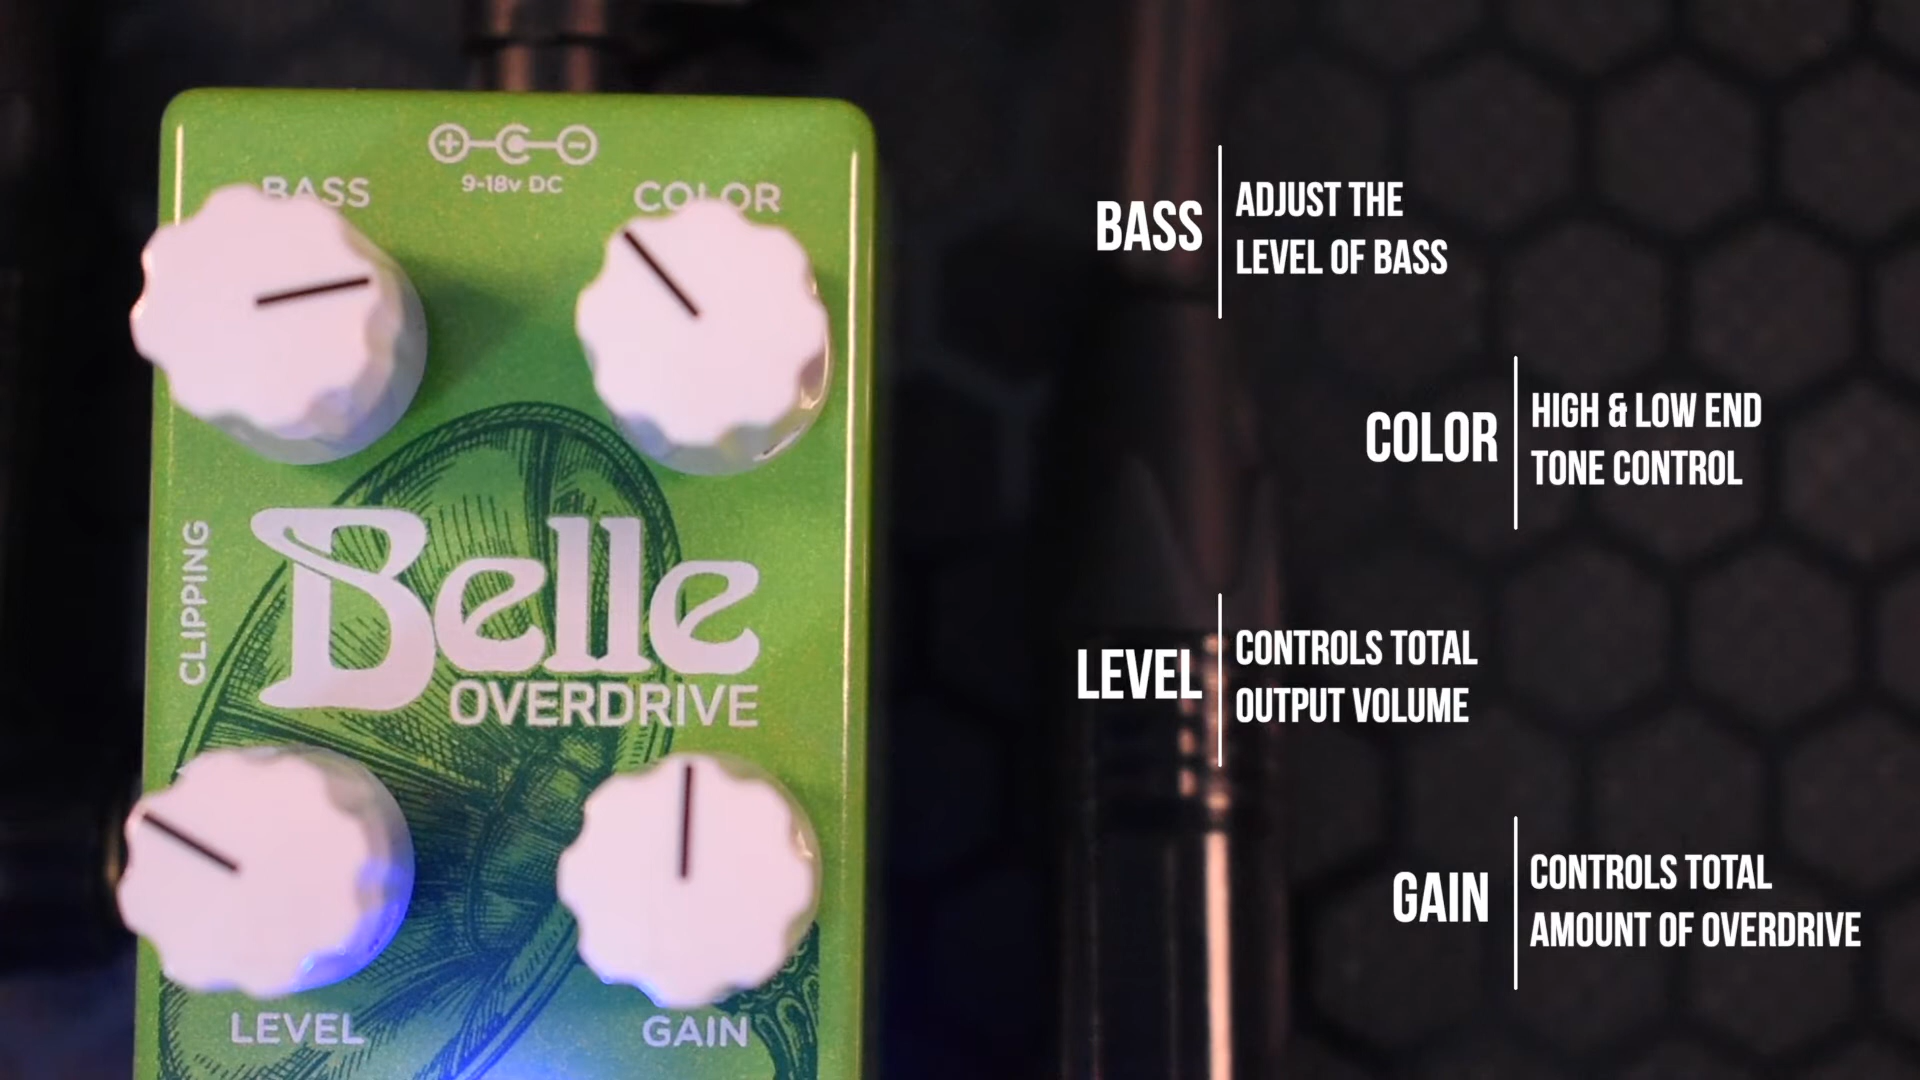 9-18v DC
BASS
COLOR
CLIPPING
Belle
OVERDRIVE
LEVEL
GAIN
BASS
ADJUST THE
LEVEL OF BASS
COLOR
HIGH & LOW END
TONE CONTROL
LEVEL
CONTROLS TOTAL
OUTPUT VOLUME
GAIN
CONTROLS TOTAL
AMOUNT OF OVERDRIVE